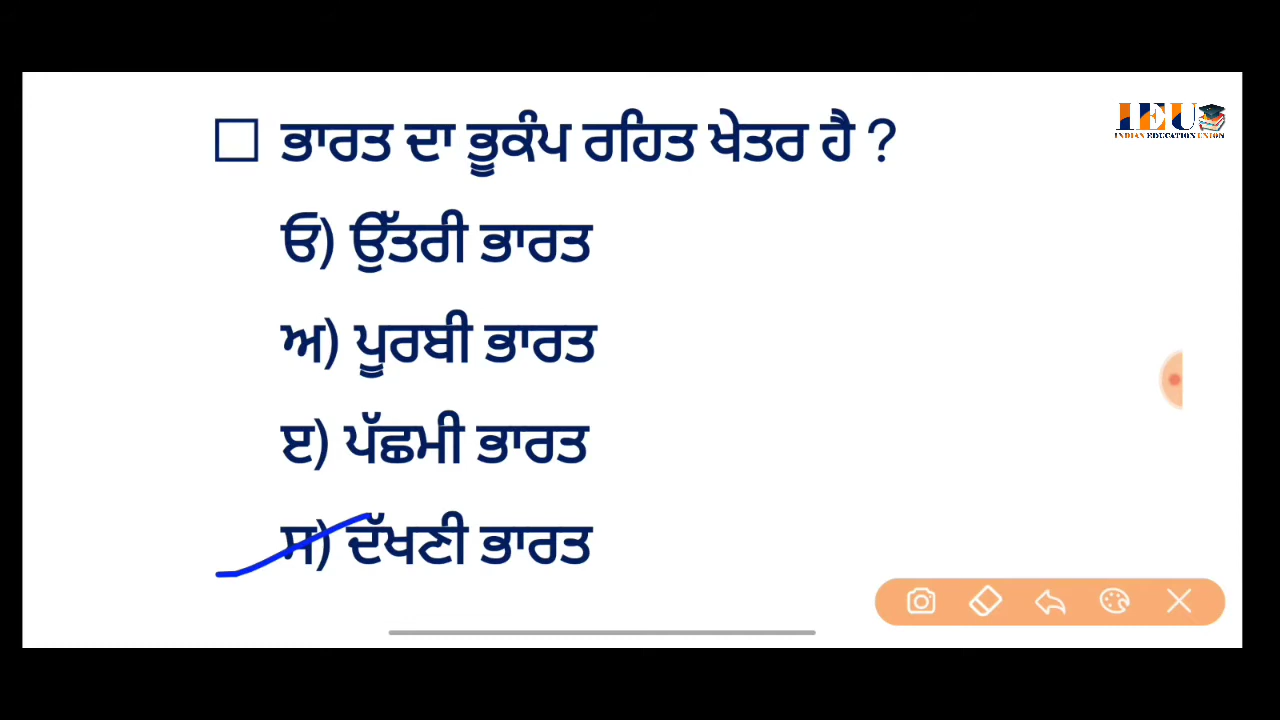 ਭਾਰਤ ਦਾ ਭੂਕੰਪ ਰਹਿਤ ਖੇਤਰ ਹੈ ?
IEU
INDIAN EDUCATION UNION
ਓ) ਉੱਤਰੀ ਭਾਰਤ
ਅ) ਪੂਰਬੀ ਭਾਰਤ
ੲ) ਪੱਛਮੀ ਭਾਰਤ
ਸ) ਦੱਖਣੀ ਭਾਰਤ